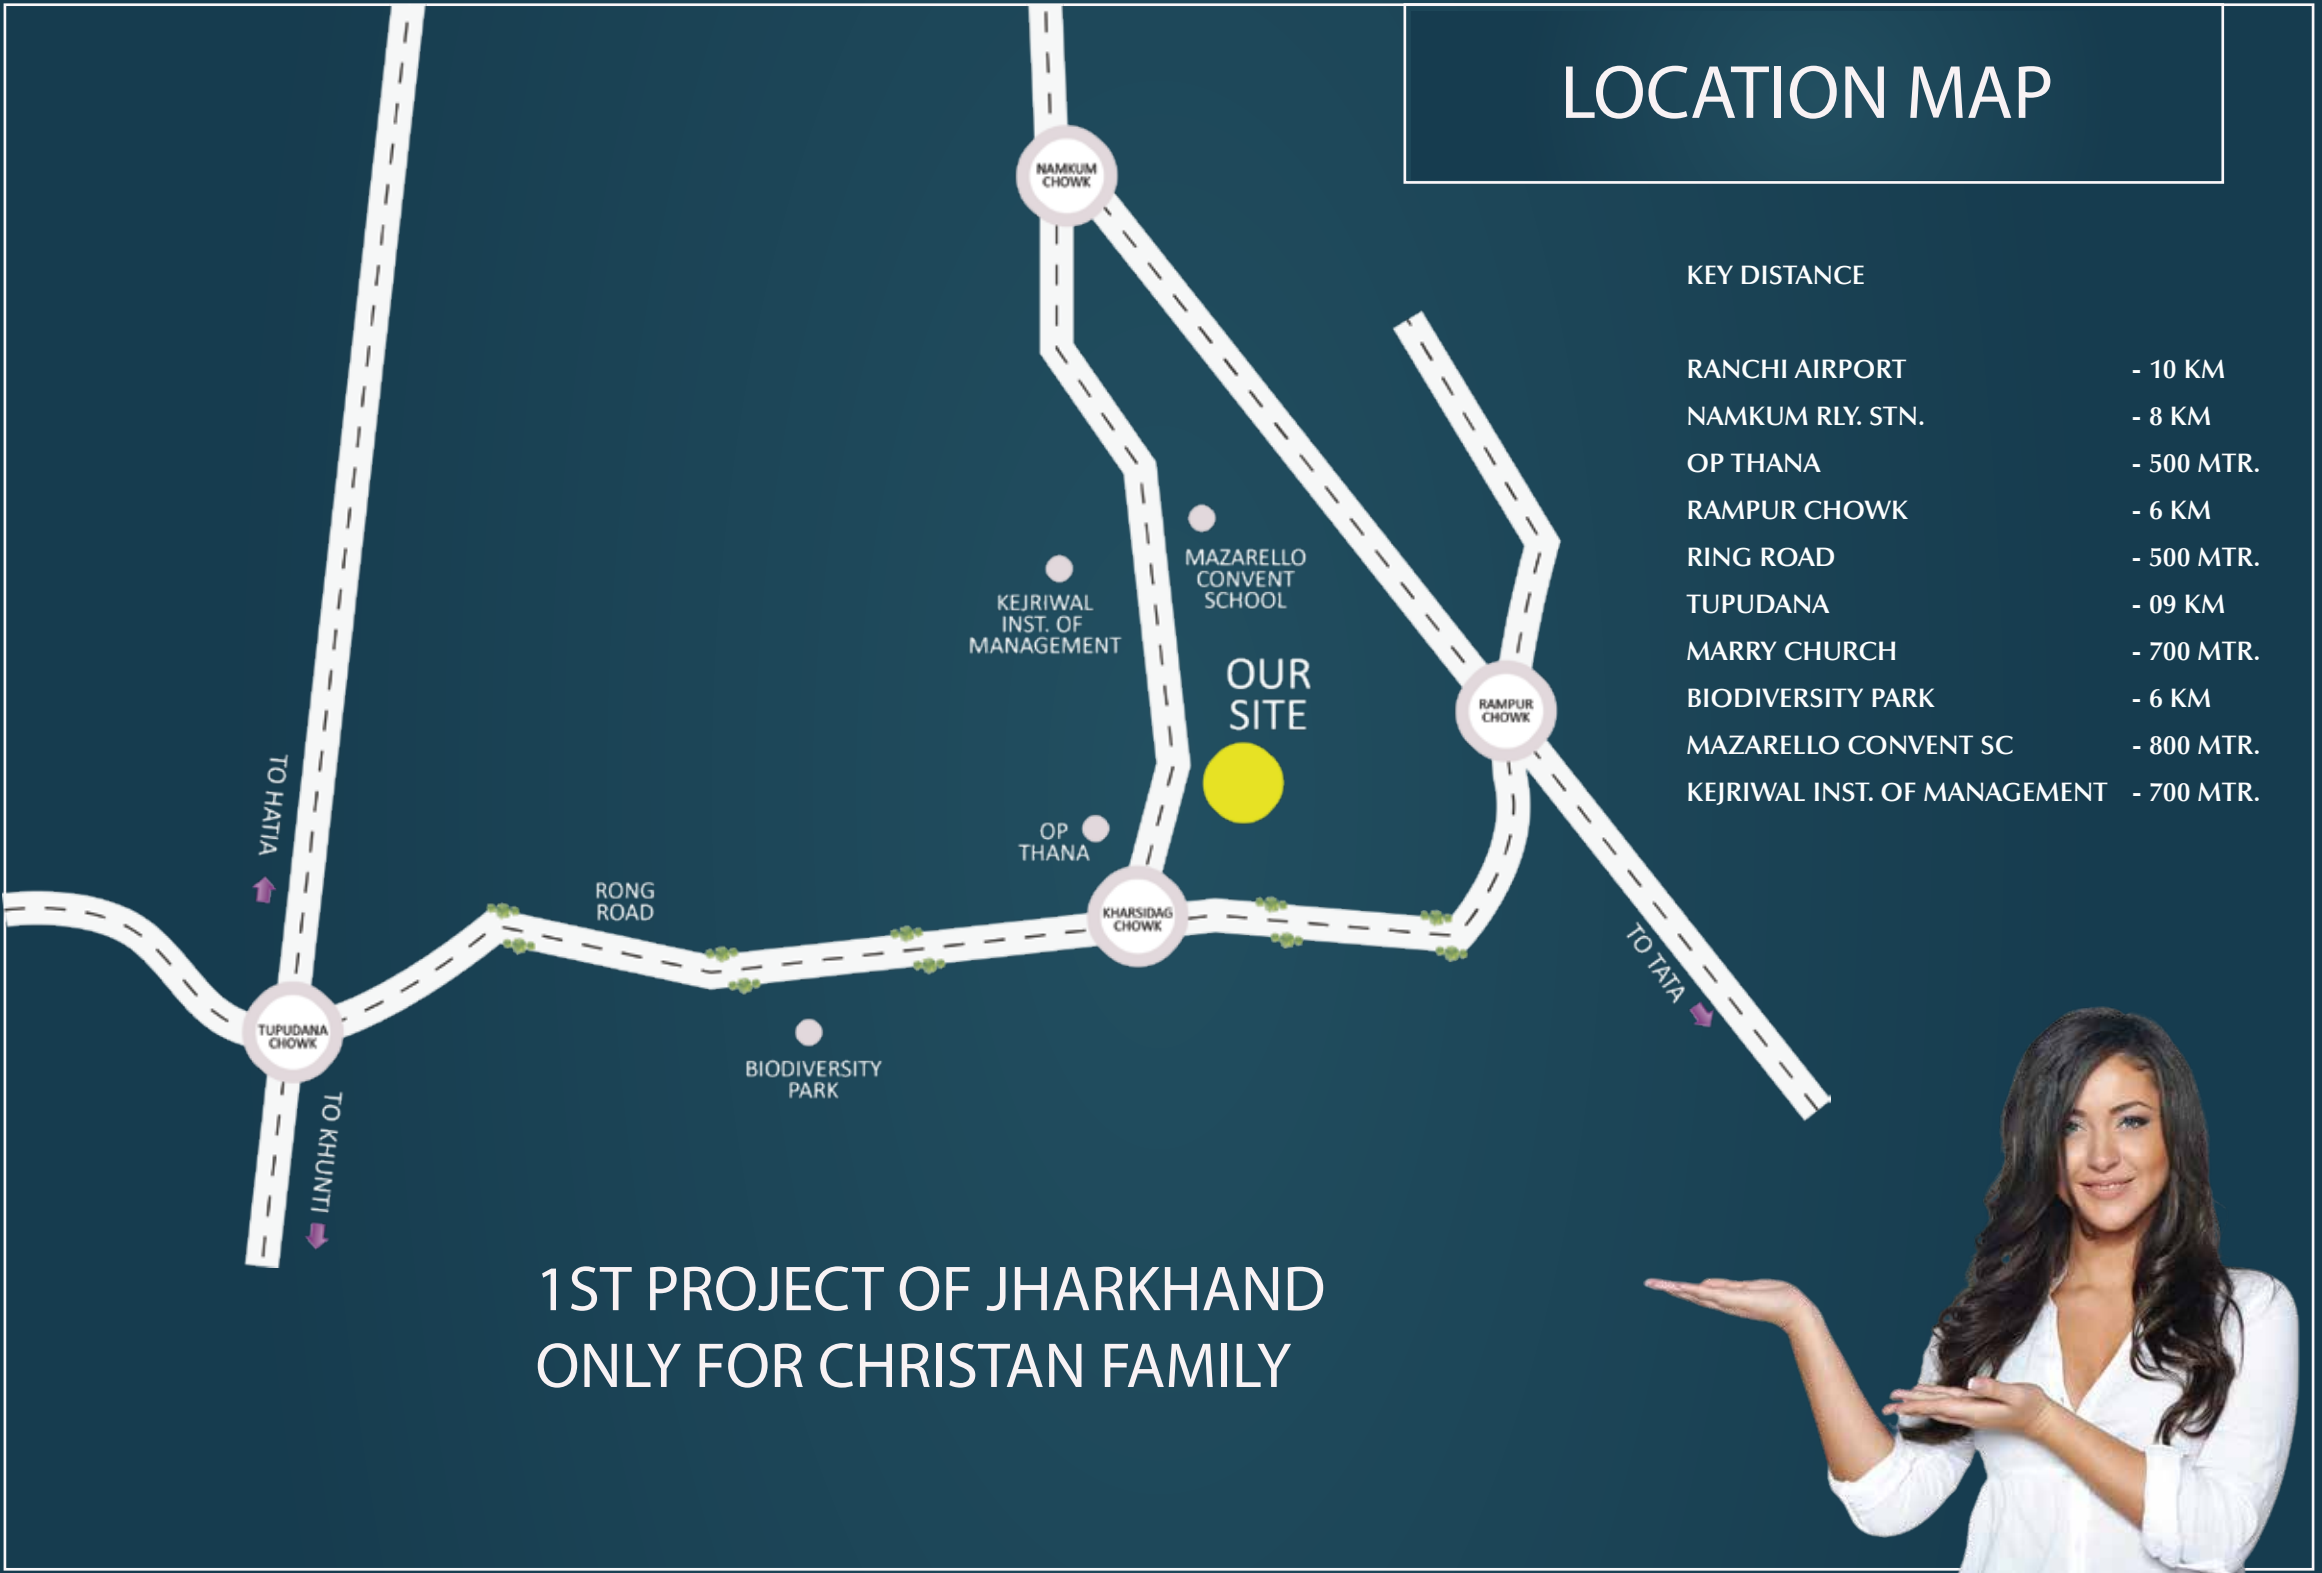 LOCATION MAP
KEY DISTANCE
RANCHI AIRPORT - 10 KM
NAMKUM RLY. STN. - 8 KM
OP THANA - 500 MTR.
RAMPUR CHOWK - 6 KM
RING ROAD - 500 MTR.
TUPUDANA - 09 KM
MARRY CHURCH - 700 MTR.
BIODIVERSITY PARK - 6 KM
MAZARELLO CONVENT SC - 800 MTR.
KEJRIWAL INST. OF MANAGEMENT - 700 MTR.
NAMKUM
CHOWK
MAZARELLO
CONVENT
SCHOOL
KEJRIWAL
INST. OF
MANAGEMENT
OUR
SITE
RAMPUR
CHOWK
TO HATIA
OP
THANA
RONG
ROAD
KHARSIDAG
CHOWK
TO TATA
TUPUDANA
CHOWK
BIODIVERSITY
PARK
TO KHUNTI
1ST PROJECT OF JHARKHAND
ONLY FOR CHRISTAN FAMILY